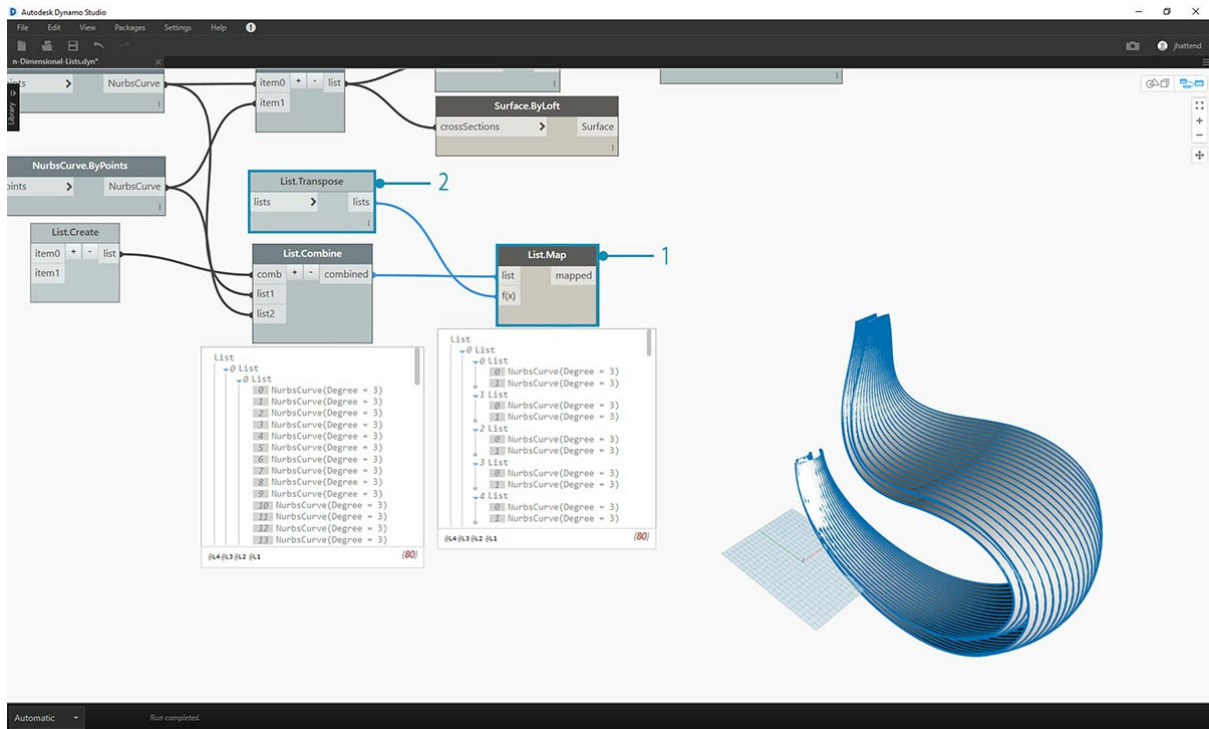 Autodesk Dynamo Studio
File Edit View Packages Settings Help
jhattend
n-Dimensional-Lists.dyn*
Library
NurbsCurve
item0 + - list
item1
Surface.ByLoft
crossSections > Surface
NurbsCurve.ByPoints
oints > NurbsCurve
List.Transpose
lists > lists
2
List.Create
item0 + - list
item1
List.Combine
comb + - combined
list1
list2
List.Map
list mapped
f(x)
1
List
0 List
0 List
0 NurbsCurve(Degree = 3)
1 NurbsCurve(Degree = 3)
2 NurbsCurve(Degree = 3)
3 NurbsCurve(Degree = 3)
4 NurbsCurve(Degree = 3)
5 NurbsCurve(Degree = 3)
6 NurbsCurve(Degree = 3)
7 NurbsCurve(Degree = 3)
8 NurbsCurve(Degree = 3)
9 NurbsCurve(Degree = 3)
10 NurbsCurve(Degree = 3)
11 NurbsCurve(Degree = 3)
12 NurbsCurve(Degree = 3)
13 NurbsCurve(Degree = 3)
@L4 @L3 @L2 @L1 {80}
List
0 List
0 List
0 NurbsCurve(Degree = 3)
1 NurbsCurve(Degree = 3)
1 List
0 NurbsCurve(Degree = 3)
1 NurbsCurve(Degree = 3)
2 List
0 NurbsCurve(Degree = 3)
1 NurbsCurve(Degree = 3)
3 List
0 NurbsCurve(Degree = 3)
1 NurbsCurve(Degree = 3)
4 List
0 NurbsCurve(Degree = 3)
1 NurbsCurve(Degree = 3)
@L4 @L3 @L2 @L1 {80}
Automatic
Run completed.